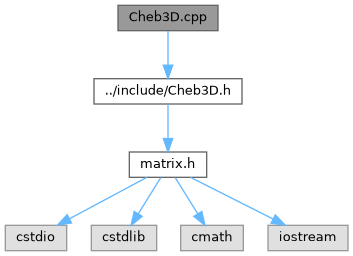 Cheb3D.cpp
../include/Cheb3D.h
matrix.h
cstdio
cstdlib
cmath
iostream